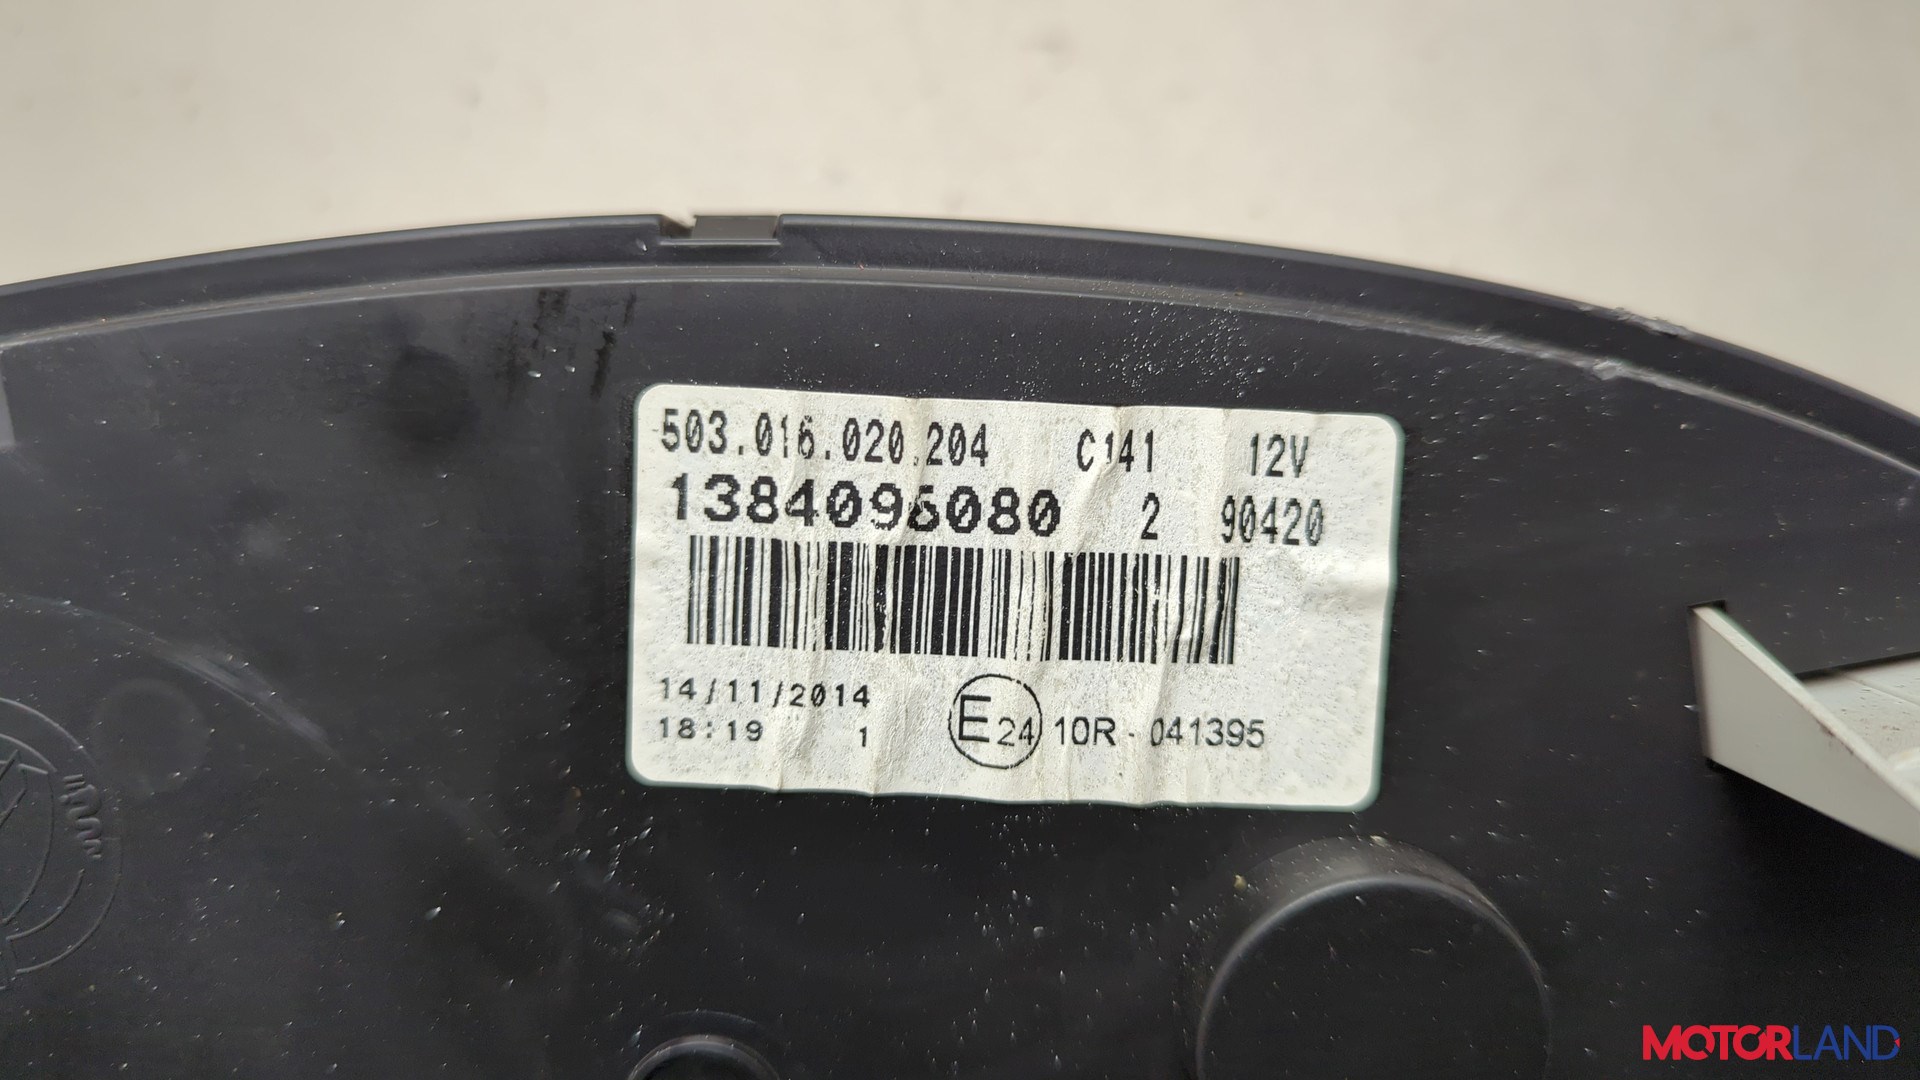 503.016.020.204 C141 12V
1384096080 2 90420
14/11/2014
18:19 1 E24 10R - 041395
MOTORLAND